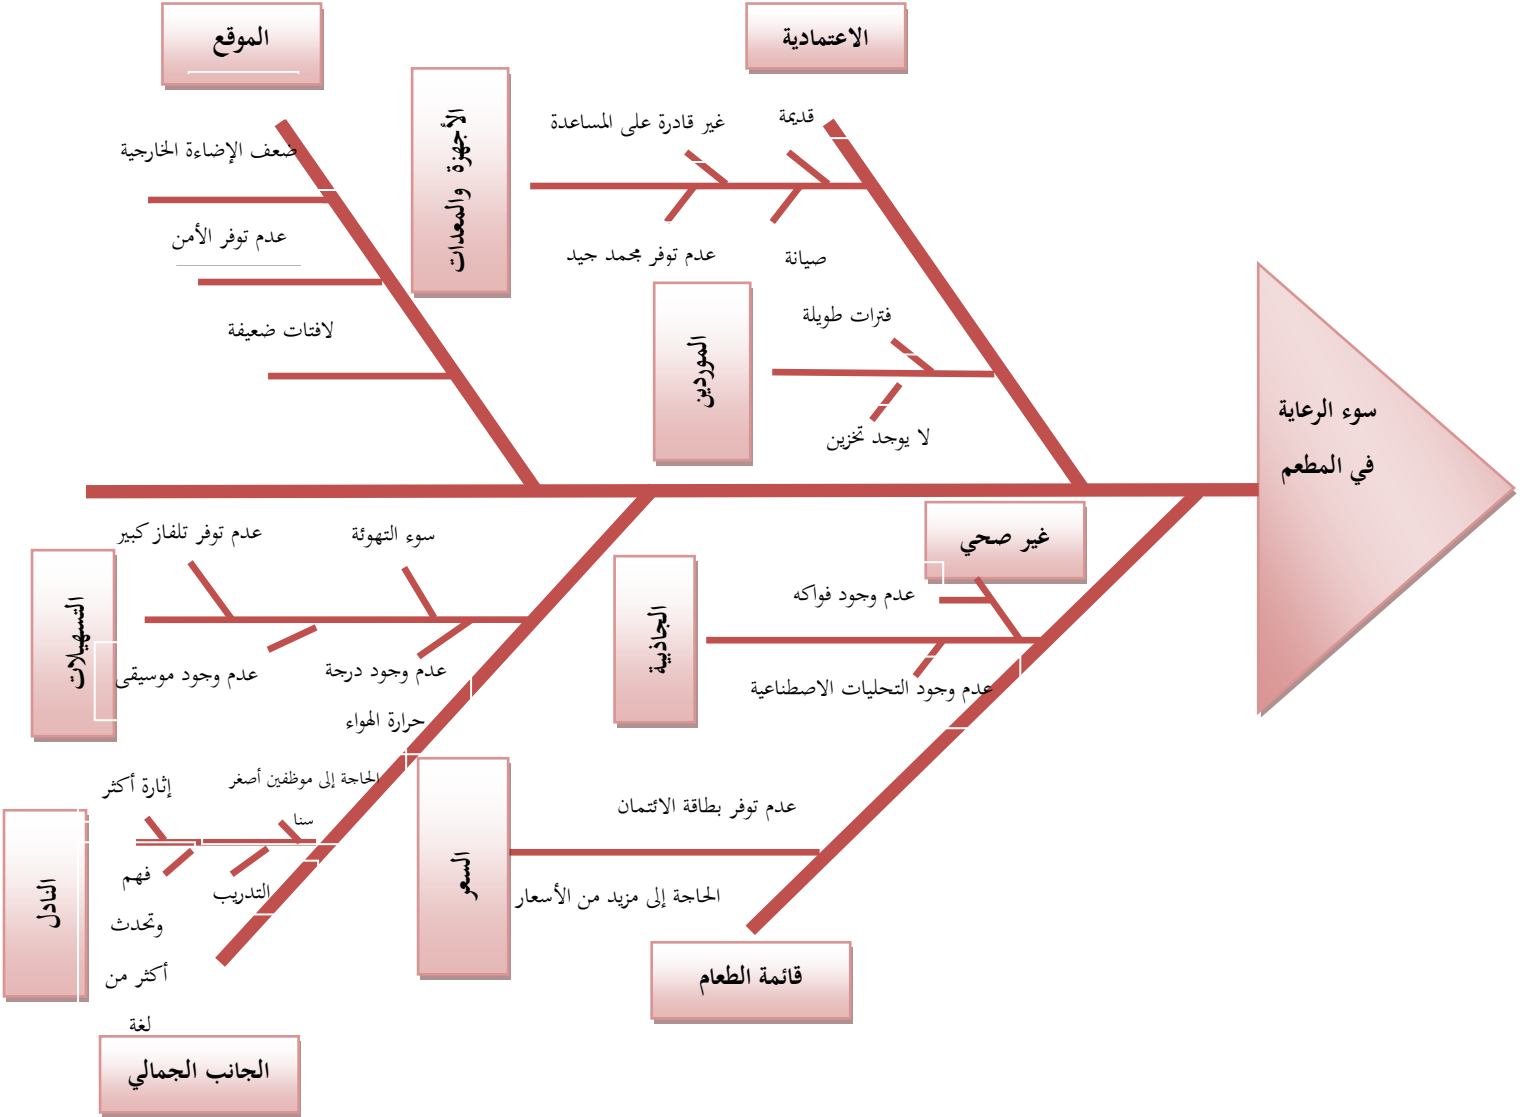 الاعتمادية
الموقع
الأجهزة والمعدات
قديمة
غير قادرة على المساعدة
صيانة
عدم توفر مجمد جيد
الموردين
فترات طويلة
لا يوجد تخزين
ضعف الإضاءة الخارجية
عدم توفر الأمن
لافتات ضعيفة
سوء الرعاية
في المطعم
غير صحي
الجاذبية
عدم وجود فواكه
عدم وجود التحليات الاصطناعية
السعر
عدم توفر بطاقة الائتمان
الحاجة إلى مزيد من الأسعار
قائمة الطعام
التسهيلات
سوء التهوئة
عدم توفر تلفاز كبير
عدم وجود درجة
حرارة الهواء
عدم وجود موسيقى
النادل
الحاجة إلى موظفين أصغر
سنا
إثارة أكثر
التدريب
فهم
وتحدث
أكثر من
لغة
الجانب الجمالي